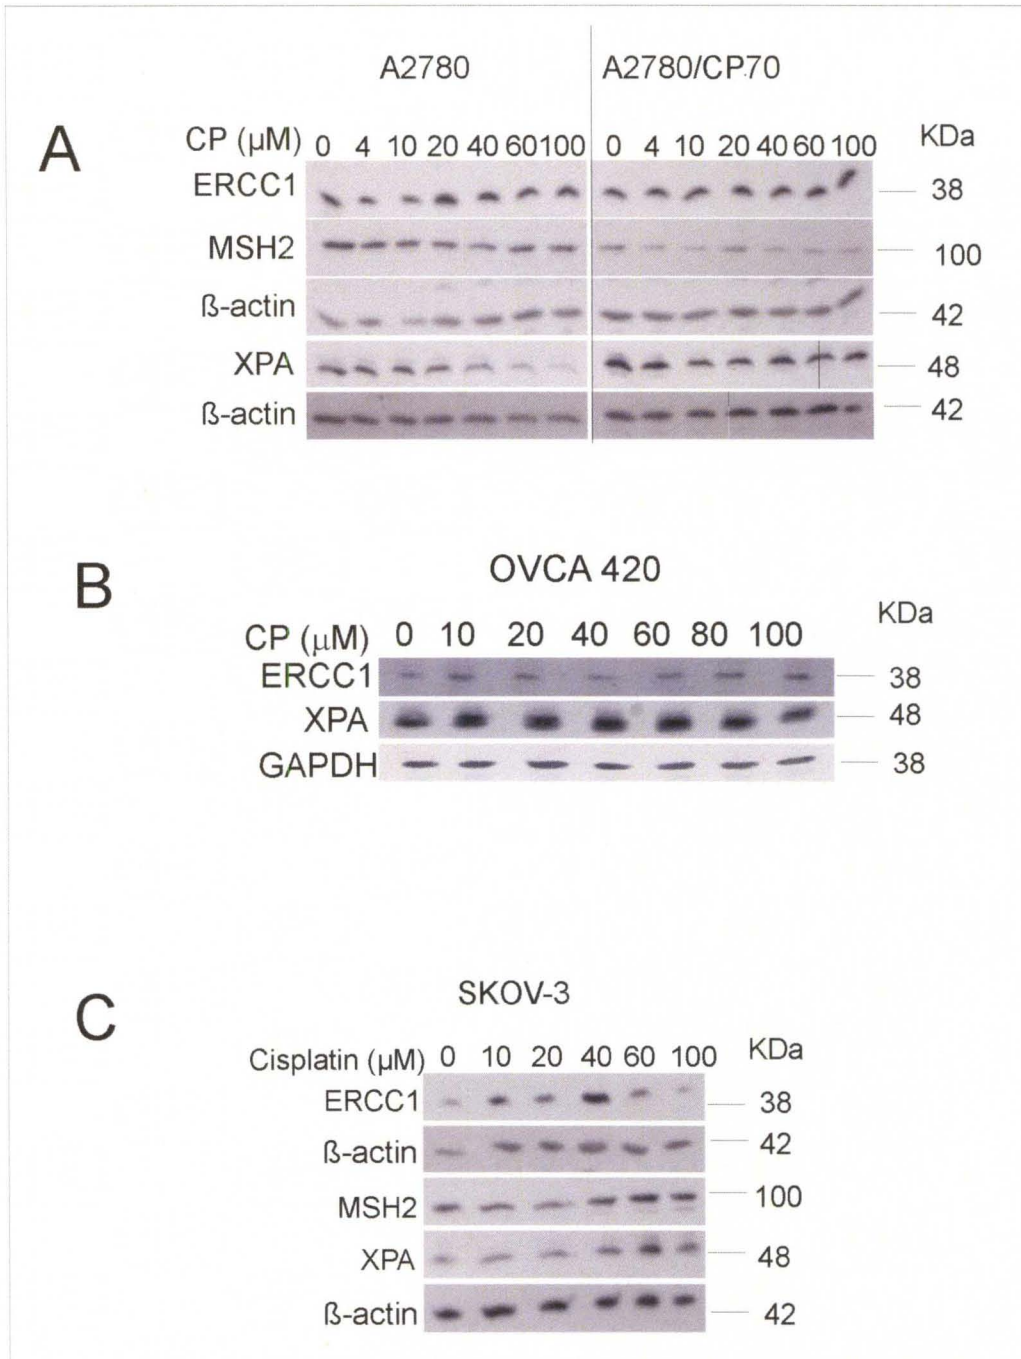 A2780 A2780/CP70
A
CP (µM) 0 4 10 20 40 60 100 0 4 10 20 40 60 100 KDa
ERCC1 38
MSH2 100
ß-actin 42
XPA 48
ß-actin 42
B
OVCA 420
CP (µM) 0 10 20 40 60 80 100 KDa
ERCC1 38
XPA 48
GAPDH 38
C
SKOV-3
Cisplatin (µM) 0 10 20 40 60 100 KDa
ERCC1 38
ß-actin 42
MSH2 100
XPA 48
ß-actin 42